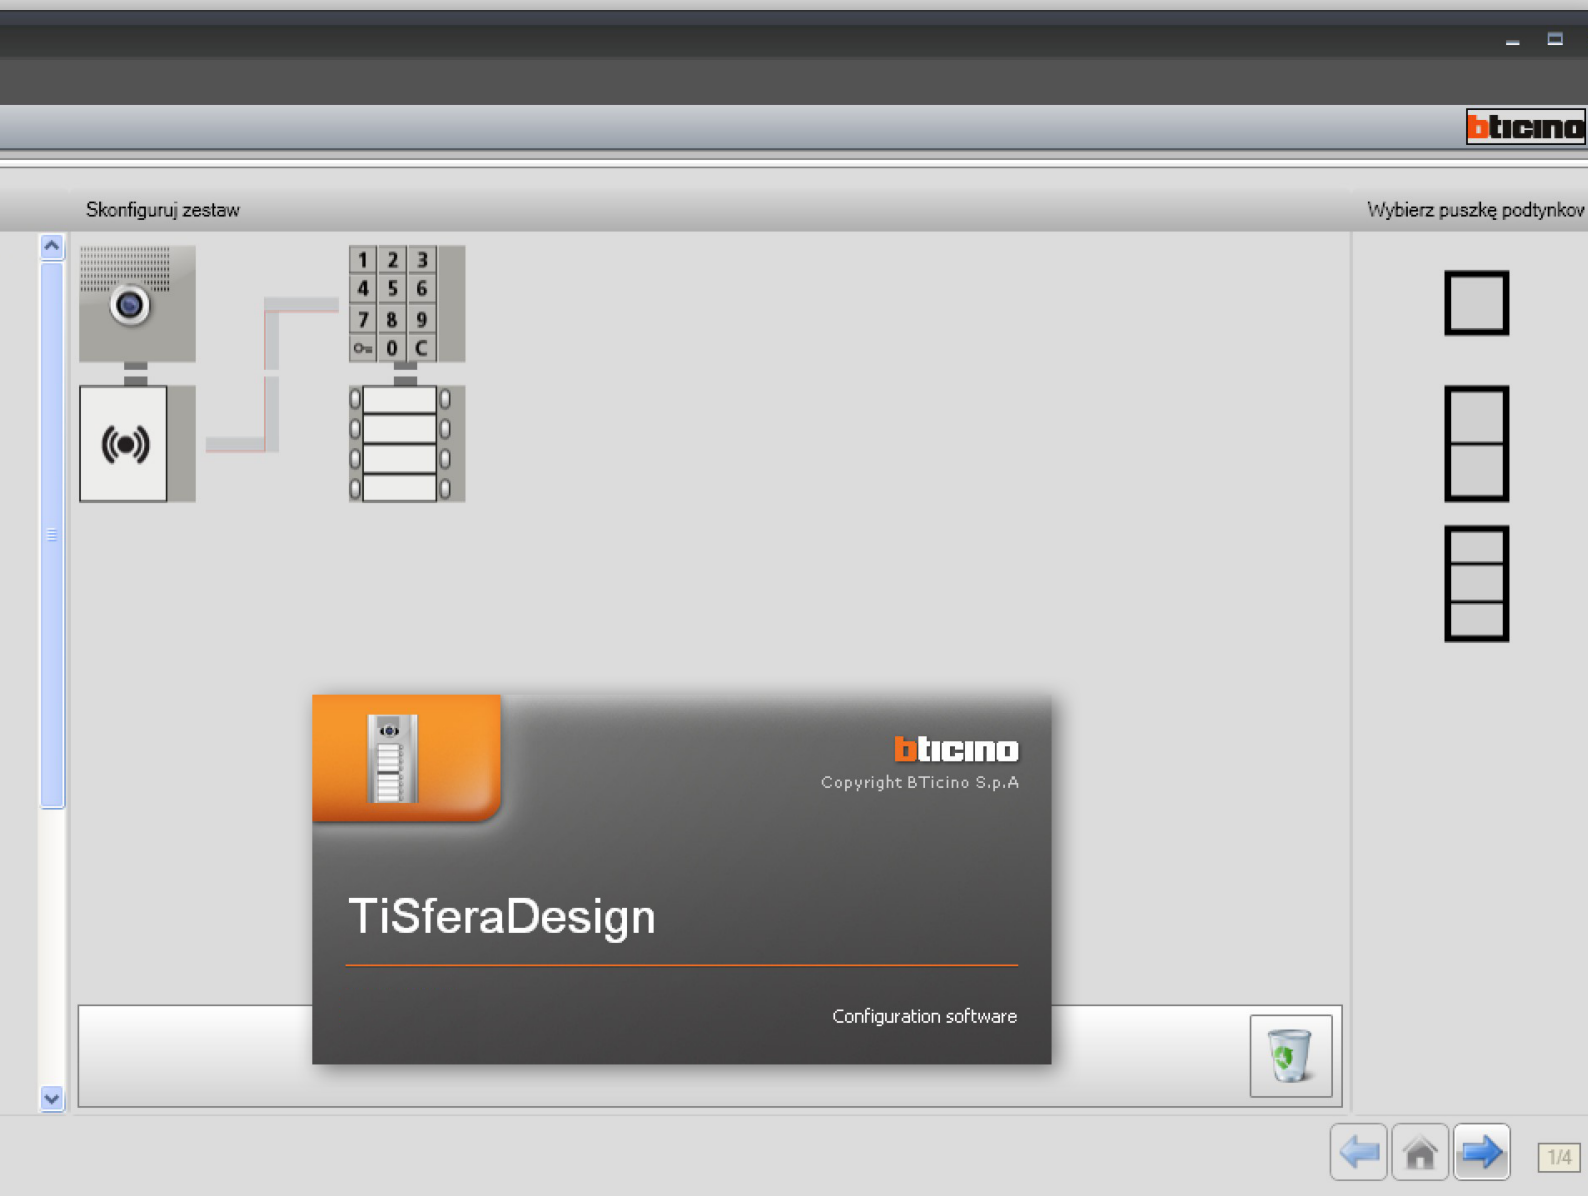 bticino
Skonfiguruj zestaw
Wybierz puszkę podtynkov
1 2 3
4 5 6
7 8 9
0 C
bticino
Copyright BTicino S.p.A
TiSferaDesign
Configuration software
1/4